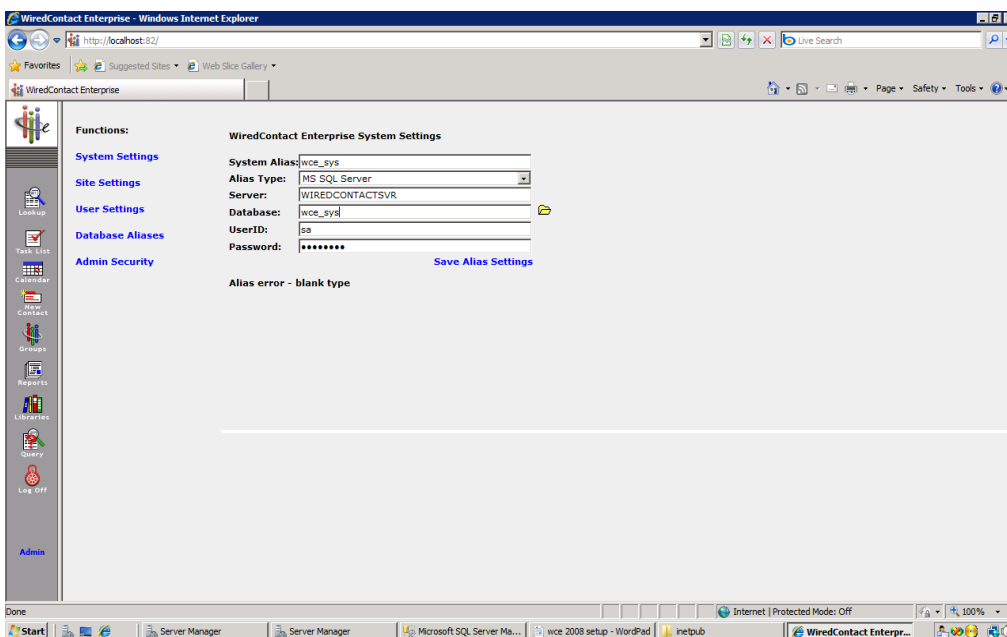 WiredContact Enterprise - Windows Internet Explorer
http://localhost:82/
Live Search
Favorites Suggested Sites Web Slice Gallery
WiredContact Enterprise
Page Safety Tools
Functions:
System Settings
Site Settings
User Settings
Database Aliases
Admin Security
WiredContact Enterprise System Settings
System Alias: wce_sys
Alias Type: MS SQL Server
Server: WIREDCONTACTSVR
Database: wce_sys
UserID: sa
Password: ••••••••
Save Alias Settings
Alias error - blank type
Lookup
Task List
Calendar
New
Contact
Groups
Reports
Libraries
Query
Log Off
Admin
Done
Internet | Protected Mode: Off
100%
Start Server Manager Server Manager Microsoft SQL Server Ma... wce 2008 setup - WordPad inetpub WiredContact Enterpr...